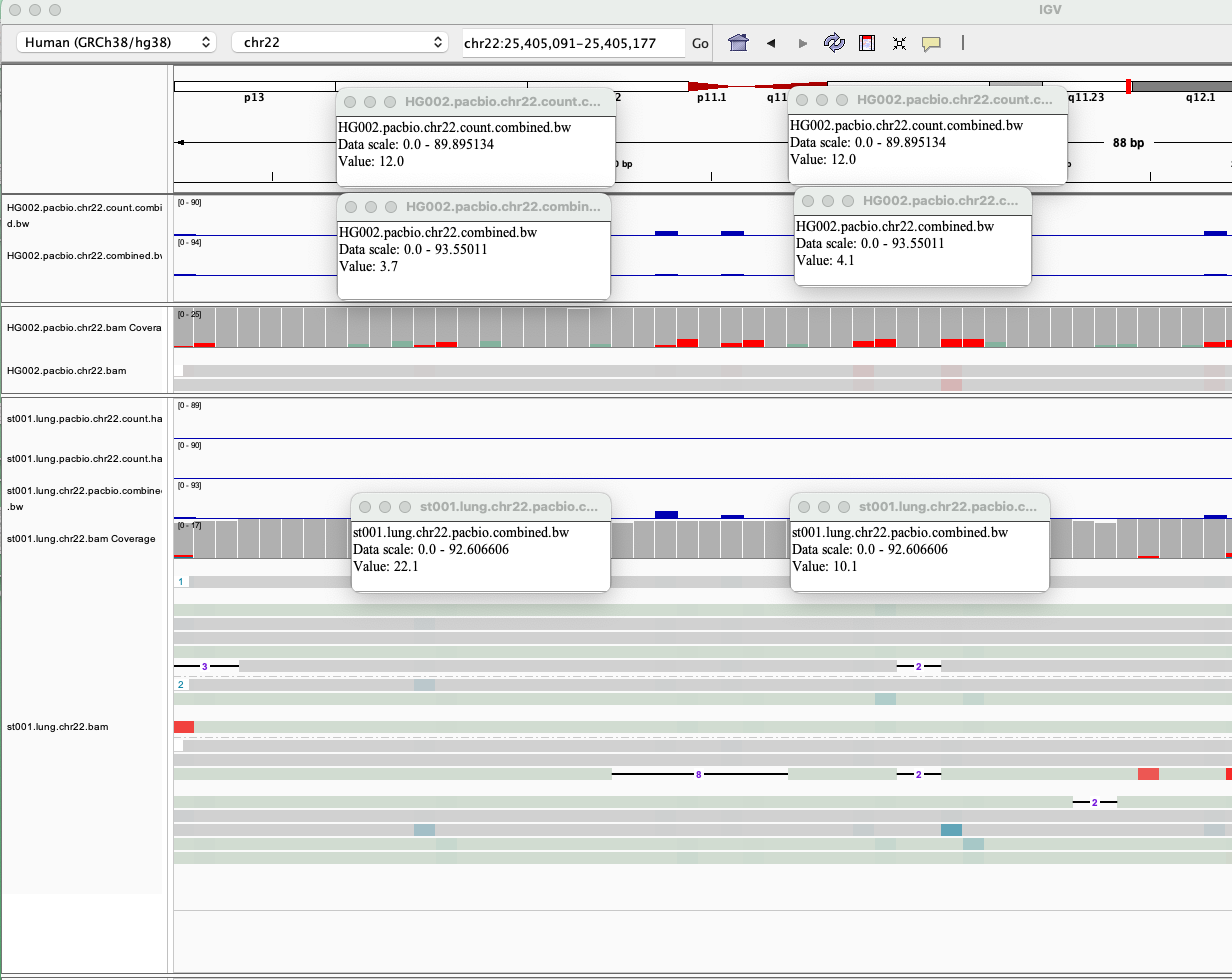 IGV
Human (GRCh38/hg38)
chr22
chr22:25,405,091-25,405,177
Go
p13
p11.1
q11.23
q12.1
HG002.pacbio.chr22.count.c...
HG002.pacbio.chr22.count.combined.bw
Data scale: 0.0 - 89.895134
Value: 12.0
HG002.pacbio.chr22.count.c...
HG002.pacbio.chr22.count.combined.bw
Data scale: 0.0 - 89.895134
Value: 12.0
88 bp
HG002.pacbio.chr22.count.combi
d.bw
[0 - 90]
HG002.pacbio.chr22.combin...
HG002.pacbio.chr22.combined.bw
Data scale: 0.0 - 93.55011
Value: 3.7
HG002.pacbio.chr22.c...
HG002.pacbio.chr22.combined.bw
Data scale: 0.0 - 93.55011
Value: 4.1
[0 - 94]
HG002.pacbio.chr22.combined.bw
[0 - 25]
HG002.pacbio.chr22.bam Covera
HG002.pacbio.chr22.bam
[0 - 89]
st001.lung.pacbio.chr22.count.ha
[0 - 90]
st001.lung.pacbio.chr22.count.ha
[0 - 93]
st001.lung.chr22.pacbio.combine
.bw
[0 - 17]
st001.lung.chr22.bam Coverage
st001.lung.chr22.pacbio.c...
st001.lung.chr22.pacbio.combined.bw
Data scale: 0.0 - 92.606606
Value: 22.1
st001.lung.chr22.pacbio.c...
st001.lung.chr22.pacbio.combined.bw
Data scale: 0.0 - 92.606606
Value: 10.1
1
3
2
2
st001.lung.chr22.bam
8
2
2